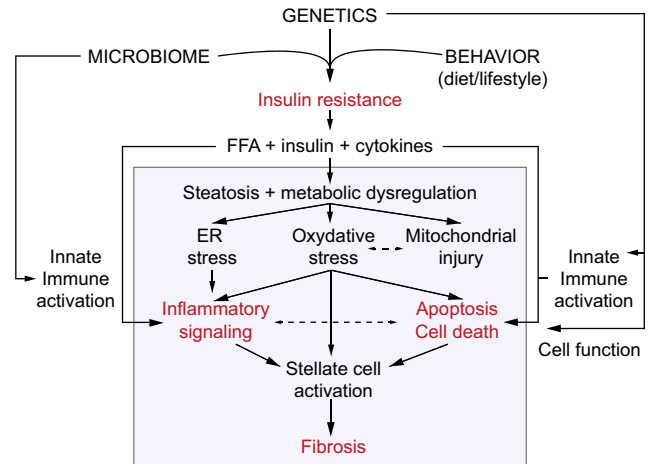 GENETICS
MICROBIOME
BEHAVIOR
(diet/lifestyle)
Insulin resistance
FFA + insulin + cytokines
Steatosis + metabolic dysregulation
ER
stress
Oxydative
stress
Mitochondrial
injury
Innate
Immune
activation
Innate
Immune
activation
Inflammatory
signaling
Apoptosis
Cell death
Cell function
Stellate cell
activation
Fibrosis